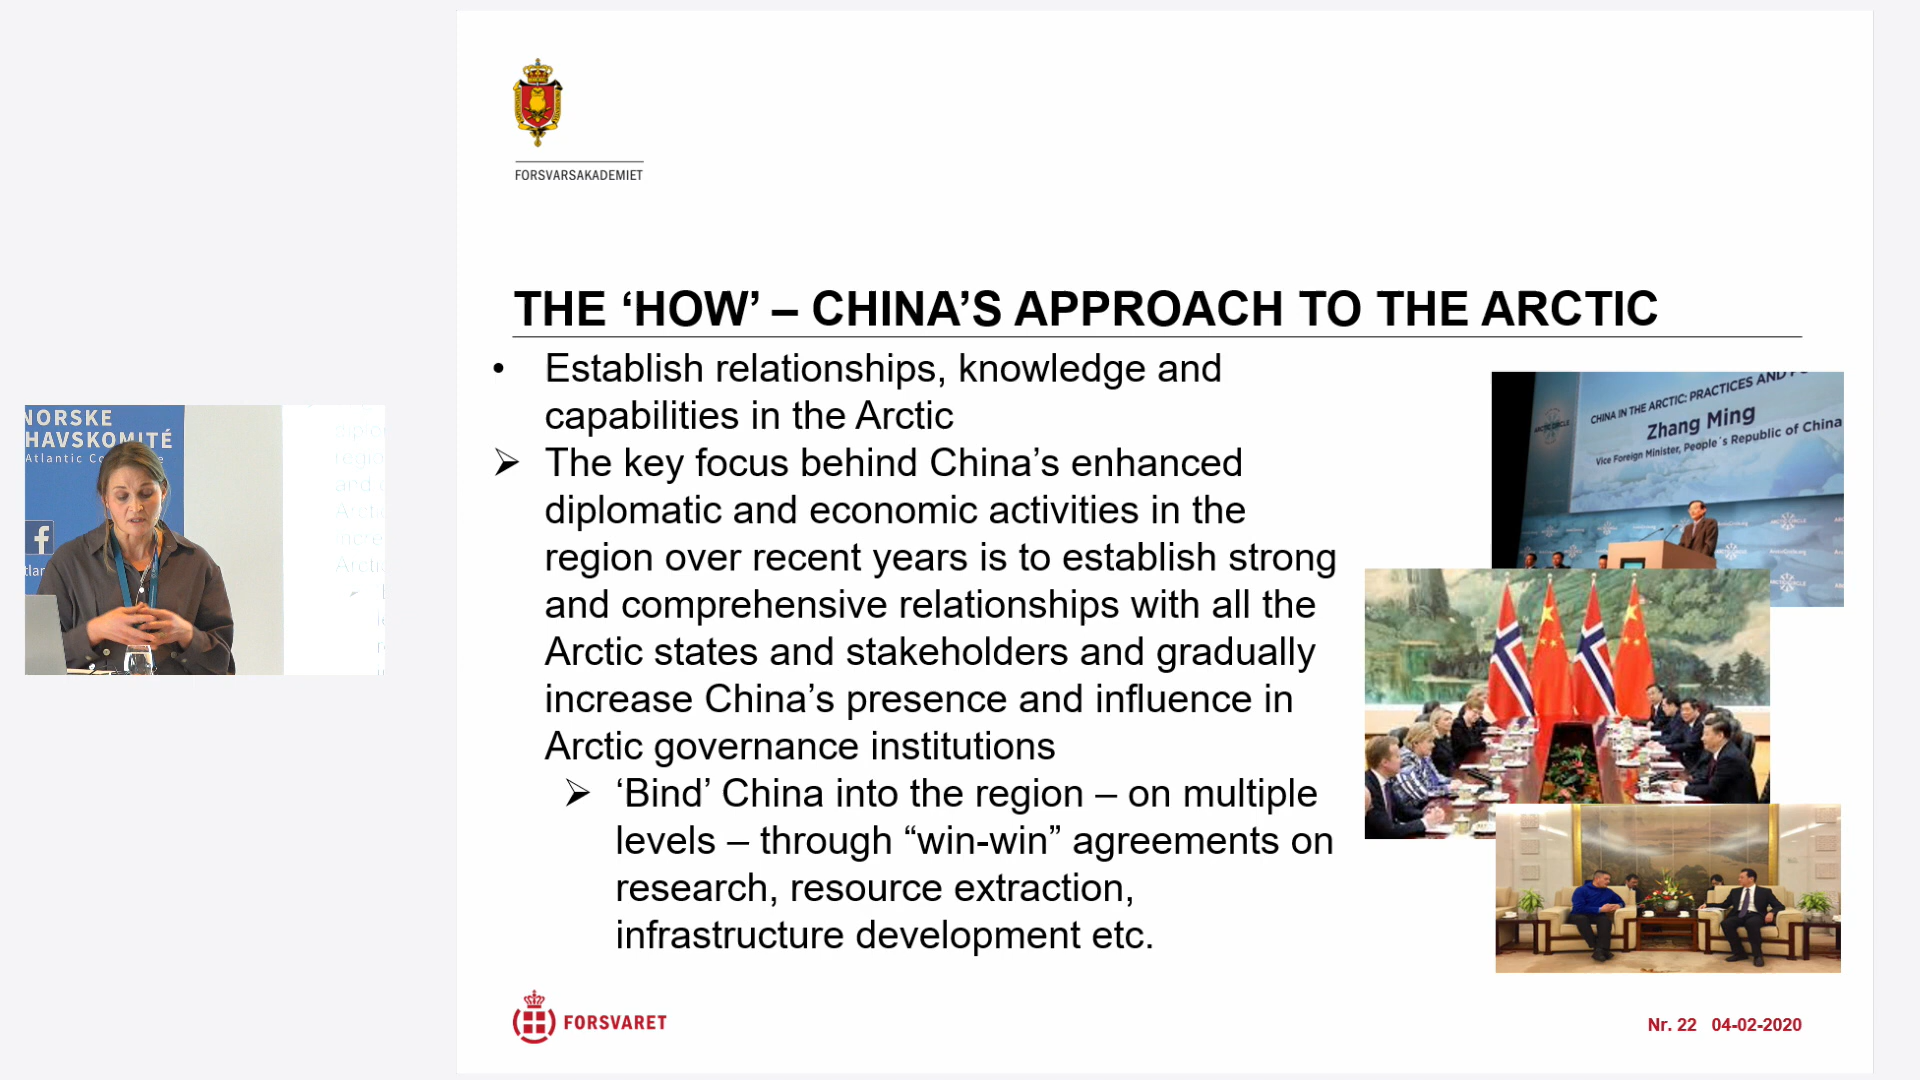 FORSVARSAKADEMIET
THE ‘HOW’ – CHINA’S APPROACH TO THE ARCTIC
• Establish relationships, knowledge and
capabilities in the Arctic
➢ The key focus behind China’s enhanced
diplomatic and economic activities in the
region over recent years is to establish strong
and comprehensive relationships with all the
Arctic states and stakeholders and gradually
increase China’s presence and influence in
Arctic governance institutions
➢ ‘Bind’ China into the region – on multiple
levels – through “win-win” agreements on
research, resource extraction,
infrastructure development etc.
CHINA IN THE ARCTIC: PRACTICES AND
Zhang Ming
Vice Foreign Minister, People´s Republic of China
ARCTIC CIRCLE
FORSVARET
Nr. 22 04-02-2020
NORSKE
HAVSKOMITÉ
Atlantic
f